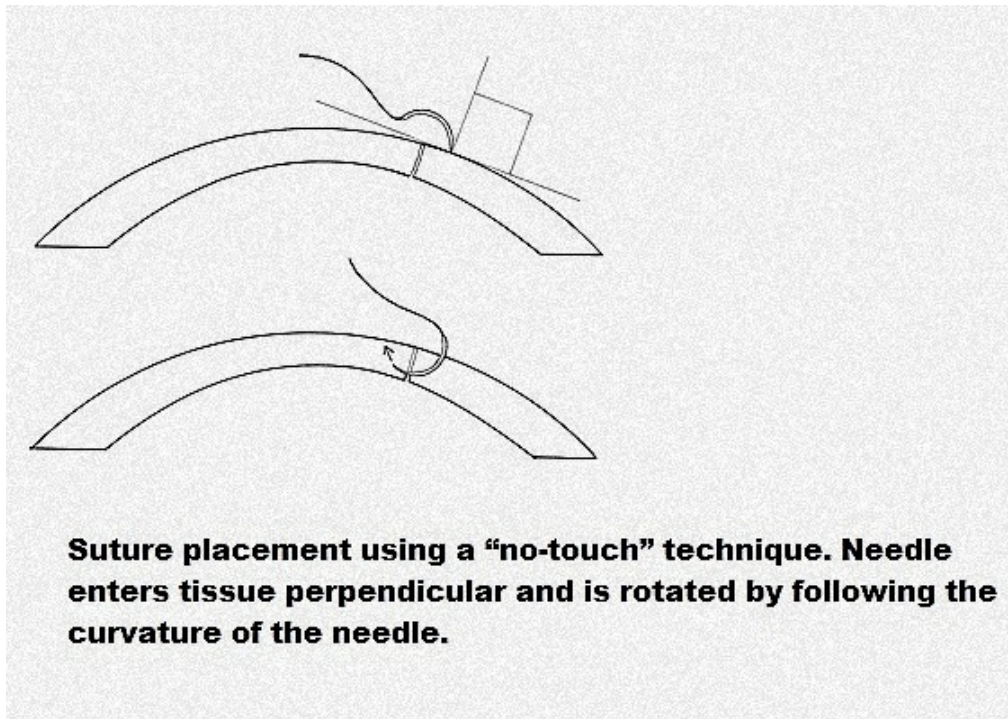 Suture placement using a “no-touch” technique. Needle
enters tissue perpendicular and is rotated by following the
curvature of the needle.